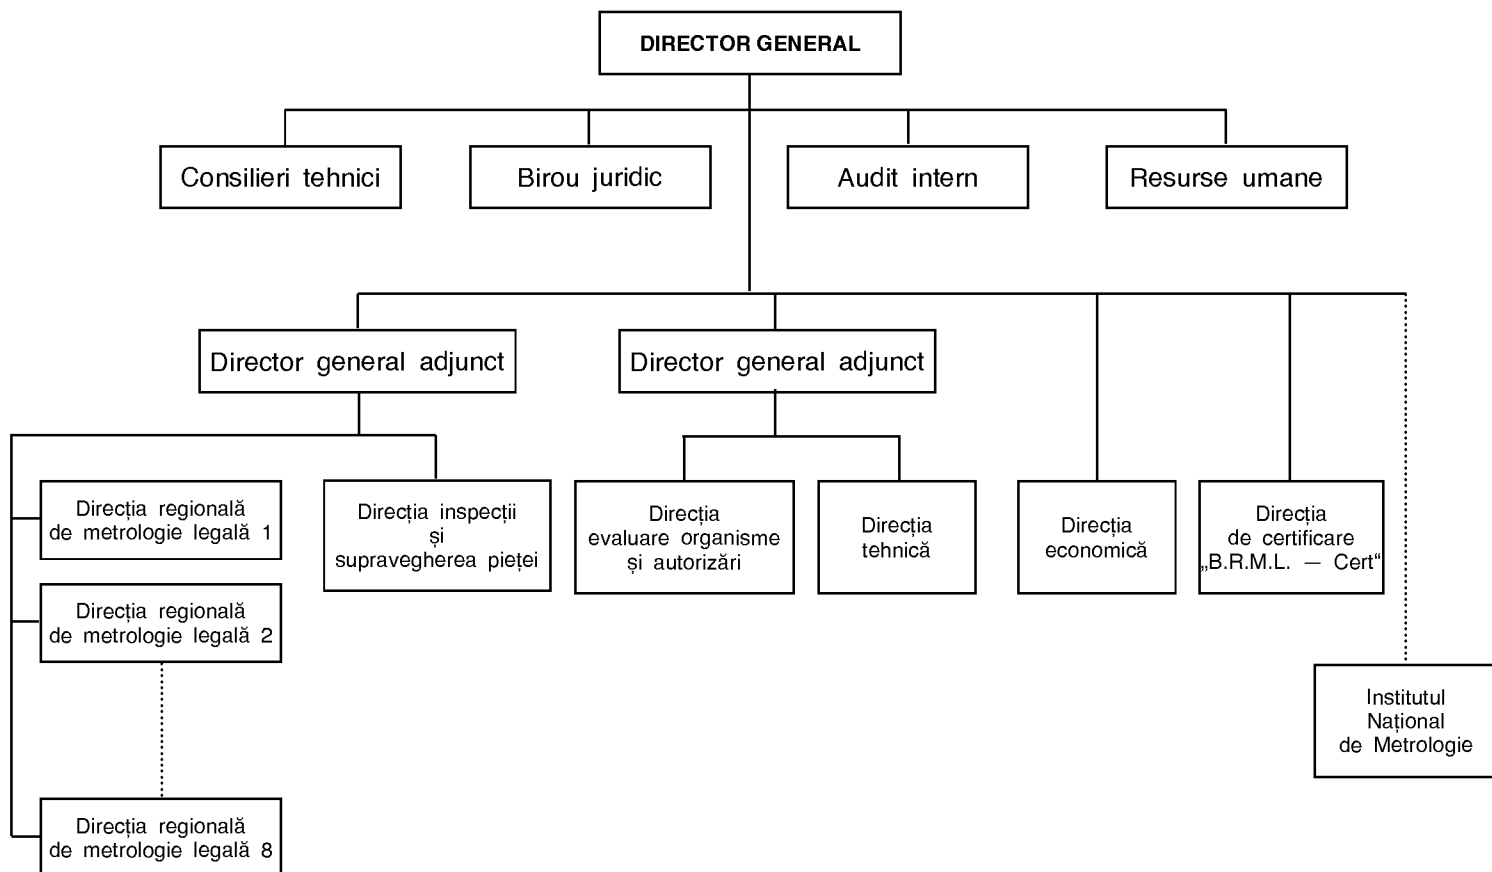 DIRECTOR GENERAL
Consilieri tehnici
Birou juridic
Audit intern
Resurse umane
Director general adjunct
Director general adjunct
Direcția regională
de metrologie legală 1
Direcția inspecții
și
supravegherea pieței
Direcția
evaluare organisme
și autorizări
Direcția
tehnică
Direcția
economică
Direcția
de certificare
„B.R.M.L. — Cert“
Direcția regională
de metrologie legală 2
Institutul
Național
de Metrologie
Direcția regională
de metrologie legală 8